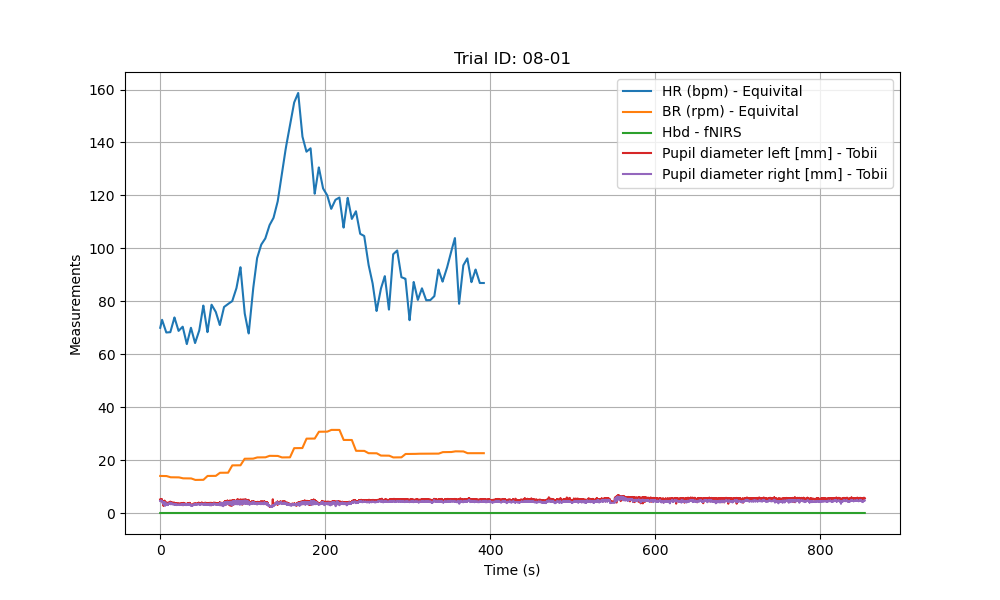 Trial ID: 08-01
HR (bpm) - Equivital
BR (rpm) - Equivital
Hbd - fNIRS
Pupil diameter left [mm] - Tobii
Pupil diameter right [mm] - Tobii
Measurements
160
140
120
100
80
60
40
20
0
0 200 400 600 800
Time (s)